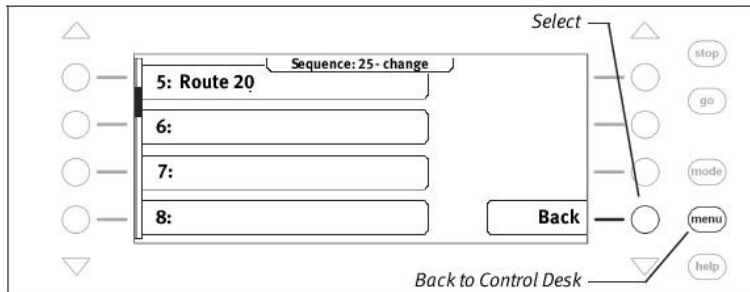 Select
Sequence: 25 - change
stop
5: Route 20
go
6:
7:
mode
8:
Back
menu
help
Back to Control Desk